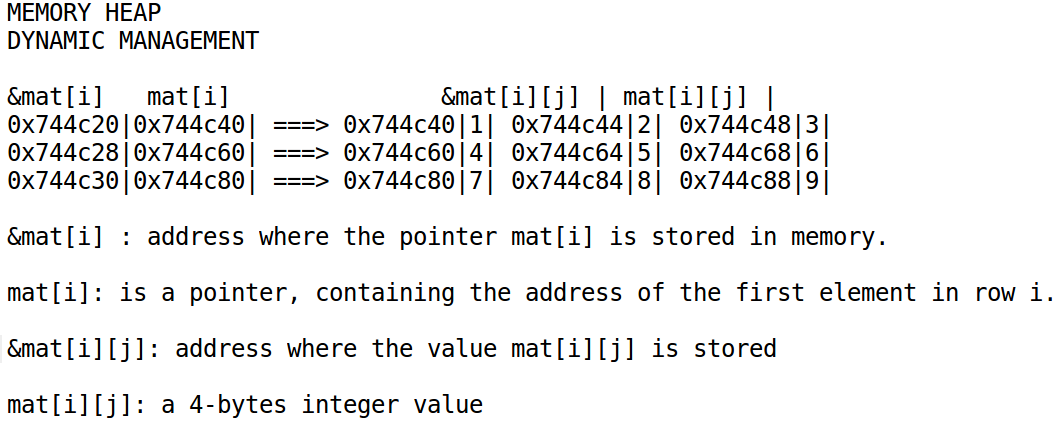 MEMORY HEAP
DYNAMIC MANAGEMENT
&mat[i]   mat[i]               &mat[i][j] | mat[i][j] |
0x744c20|0x744c40| ===> 0x744c40|1| 0x744c44|2| 0x744c48|3|
0x744c28|0x744c60| ===> 0x744c60|4| 0x744c64|5| 0x744c68|6|
0x744c30|0x744c80| ===> 0x744c80|7| 0x744c84|8| 0x744c88|9|
&mat[i] : address where the pointer mat[i] is stored in memory.
mat[i]: is a pointer, containing the address of the first element in row i.
&mat[i][j]: address where the value mat[i][j] is stored
mat[i][j]: a 4-bytes integer value